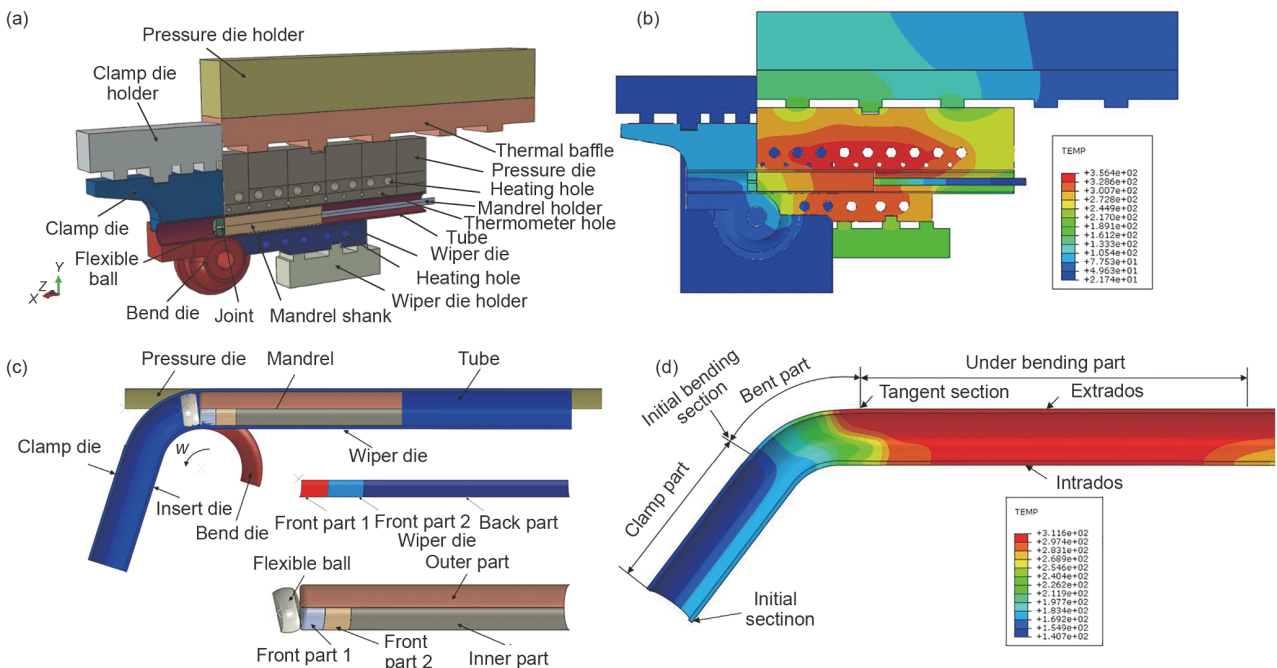 (a)
Pressure die holder
Clamp die
holder
Thermal baffle
Pressure die
Heating hole
Mandrel holder
Thermometer hole
Tube
Wiper die
Heating hole
Wiper die holder
Clamp die
Flexible
ball
Bend die
Joint
Mandrel shank
Y
Z
X
(b)
TEMP
+3.564e+02
+3.286e+02
+3.007e+02
+2.728e+02
+2.449e+02
+2.170e+02
+1.891e+02
+1.612e+02
+1.333e+02
+1.054e+02
+7.753e+01
+4.963e+01
+2.174e+01
(c)
Pressure die
Mandrel
Tube
Clamp die
w
Wiper die
Insert die
Bend die
Front part 1
Front part 2
Back part
Wiper die
Flexible ball
Outer part
Front part 1
Front
part 2
Inner part
(d)
Initial bending
section
Bent part
Under bending part
Tangent section
Extrados
Clamp part
Intrados
Initial
sectinon
TEMP
+3.116e+02
+2.974e+02
+2.831e+02
+2.689e+02
+2.546e+02
+2.404e+02
+2.262e+02
+2.119e+02
+1.977e+02
+1.834e+02
+1.692e+02
+1.549e+02
+1.407e+02